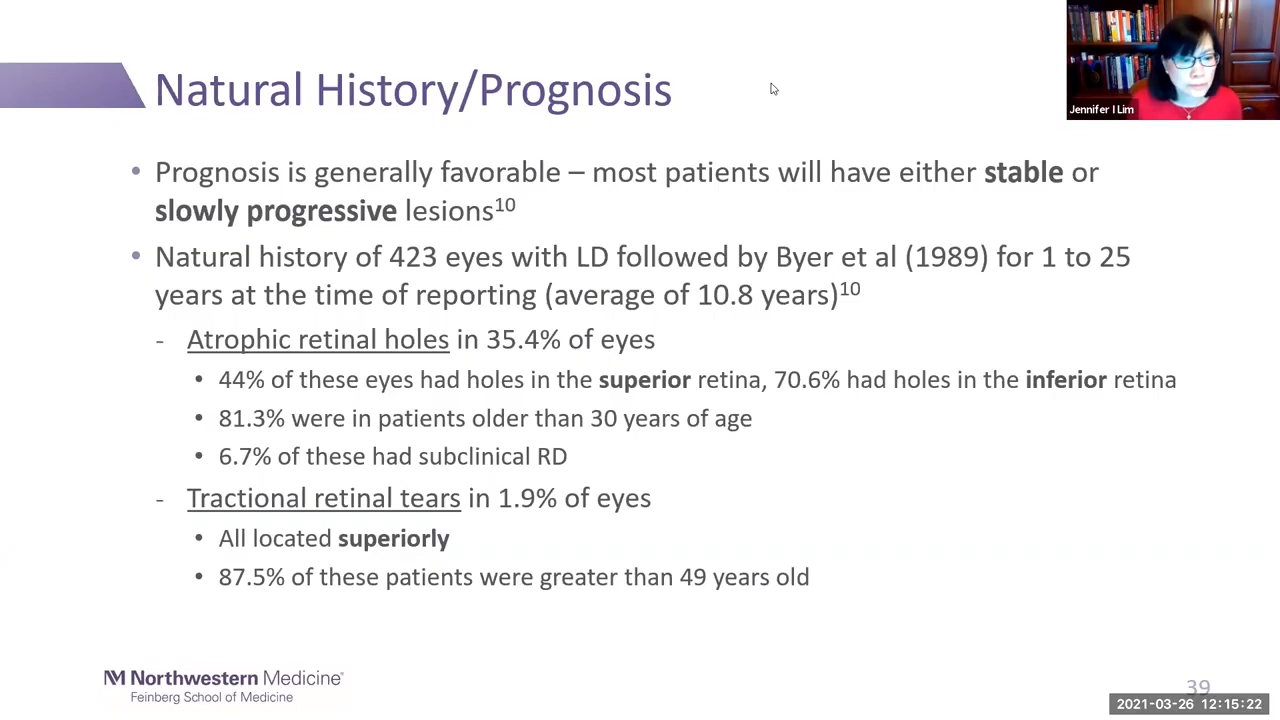 Natural History/Prognosis
Jennifer I Lim
• Prognosis is generally favorable – most patients will have either stable or
slowly progressive lesions10
• Natural history of 423 eyes with LD followed by Byer et al (1989) for 1 to 25
years at the time of reporting (average of 10.8 years)10
- Atrophic retinal holes in 35.4% of eyes
• 44% of these eyes had holes in the superior retina, 70.6% had holes in the inferior retina
• 81.3% were in patients older than 30 years of age
• 6.7% of these had subclinical RD
- Tractional retinal tears in 1.9% of eyes
• All located superiorly
• 87.5% of these patients were greater than 49 years old
NM Northwestern Medicine®
Feinberg School of Medicine
39
2021-03-26 12:15:22